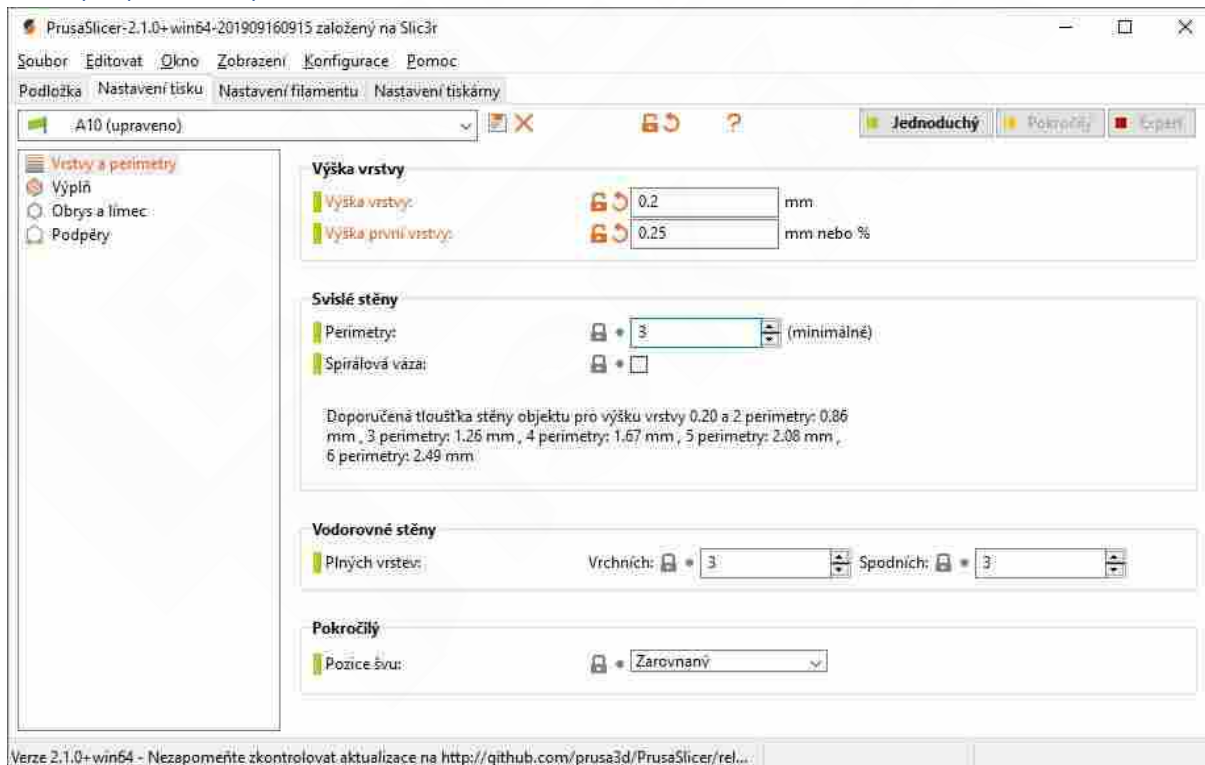 PrusaSlicer-2.1.0+win64-201909160915 založený na Slic3r
Soubor Editovat Okno Zobrazení Konfigurace Pomoc
Podložka Nastavení tisku Nastavení filamentu Nastavení tiskárny
A10 (upraveno) ? Jednoduchý Pokročilý Expert
Vrstvy a perimetry
Výplň
Obrys a límec
Podpěry
Výška vrstvy
Výška vrstvy: 0.2 mm
Výška první vrstvy: 0.25 mm nebo %
Svislé stěny
Perimetry: 3 (minimálně)
Spirálová váza:
Doporučená tloušťka stěny objektu pro výšku vrstvy 0.20 a 2 perimetry: 0.86
mm , 3 perimetry: 1.26 mm , 4 perimetry: 1.67 mm , 5 perimetry: 2.08 mm ,
6 perimetry: 2.49 mm
Vodorovné stěny
Plných vrstev: Vrchních: 3 Spodních: 3
Pokročilý
Pozice švu: Zarovnaný
Verze 2.1.0+win64 - Nezapomeňte zkontrolovat aktualizace na http://github.com/prusa3d/PrusaSlicer/rel...